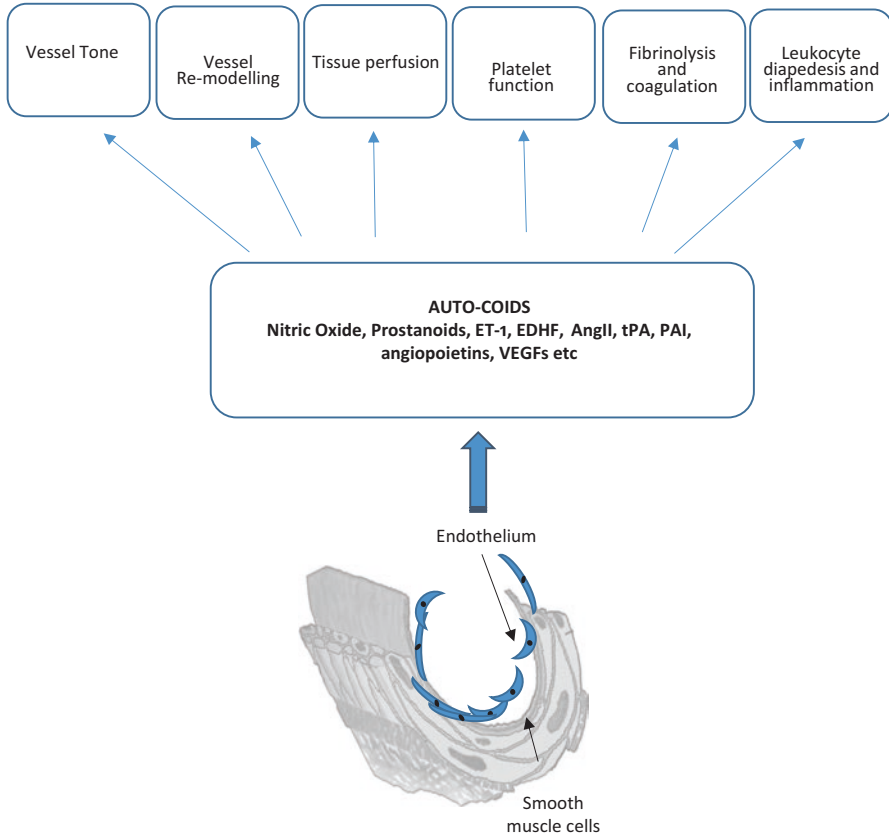 Vessel Tone
Vessel
Re-modelling
Tissue perfusion
Platelet
function
Fibrinolysis
and
coagulation
Leukocyte
diapedesis and
inflammation
AUTO-COIDS
Nitric Oxide, Prostanoids, ET-1, EDHF, AngII, tPA, PAI,
angiopoietins, VEGFs etc
Endothelium
Smooth
muscle cells